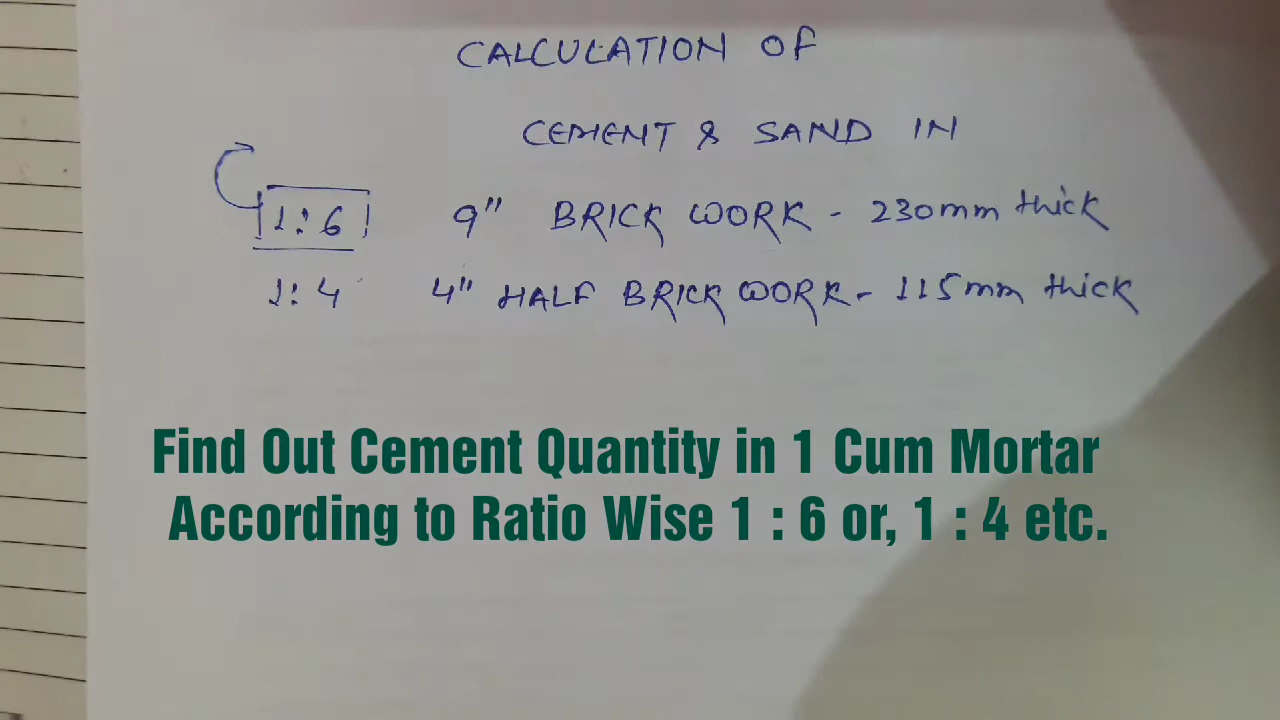 CALCULATION OF
CEMENT & SAND IN
1:6 9" BRICK WORK - 230mm thick
1:4 4" HALF BRICK WORK - 115mm thick
Find Out Cement Quantity in 1 Cum Mortar
According to Ratio Wise 1 : 6 or, 1 : 4 etc.